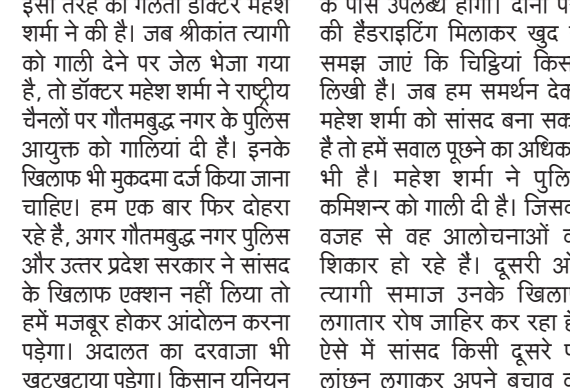 इसी तरह की गलती डॉक्टर महेश
शर्मा ने की है। जब श्रीकांत त्यागी
को गाली देने पर जेल भेजा गया
है, तो डॉक्टर महेश शर्मा ने राष्ट्रीय
चैनलों पर गौतमबुद्ध नगर के पुलिस
आयुक्त को गालियां दी हैं। इनके
खिलाफ भी मुकदमा दर्ज किया जाना
चाहिए। हम एक बार फिर दोहरा
रहे हैं, अगर गौतमबुद्ध नगर पुलिस
और उत्तर प्रदेश सरकार ने सांसद
के खिलाफ एक्शन नहीं लिया तो
हमें मजबूर होकर आंदोलन करना
पड़ेगा। अदालत का दरवाजा भी
खटखटाया पड़ेगा। किसान यूनियन
के पास उपलब्ध होगी। दोनों
की हैंडराइटिंग मिलाकर खुद
समझ जाएं कि चिट्ठियां
लिखी हैं। जब हम समर्थन
महेश शर्मा को सांसद बना
है तो हमें सवाल पूछने का
भी है। महेश शर्मा ने
कमिशन्र को गाली दी है।
वजह से वह आलोचनाओं
शिकार हो रहे हैं। दूसरी
त्यागी समाज उनके
लगातार रोष जाहिर कर रहा
ऐसे में सांसद किसी दूसरे
लांछन लगाकर अपने बचाव